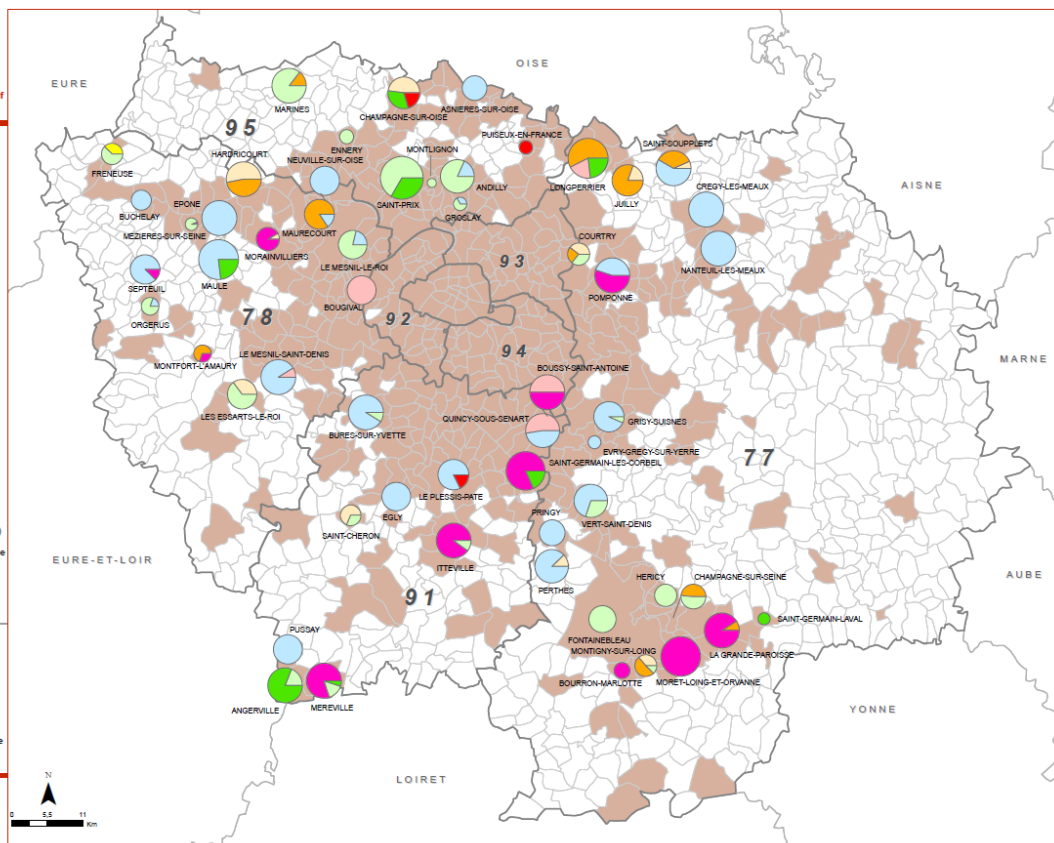 OISE
EURE
f
MARINES
CHAMPAGNE-SUR-OISE
ASNIERES-SUR-OISE
95
ENNERY
MONTLIGNON
PUISEUX-EN-FRANCE
SAINT-SOUPPLETS
FRENEUSE
HARDRICOURT
NEUVILLE-SUR-OISE
SAINT-PRIX
ANDILLY
LONGPERRIER
JUILLY
AISNE
CREGY-LES-MEAUX
BUCHELAY
EPONE
GROSLAY
MEZIERES-SUR-SEINE
MAURECOURT
MORAINVILLIERS
COURTRY
LE MESNIL-LE-ROI
93
NANTEUIL-LES-MEAUX
SEPTEUIL
MAULE
POMPONNE
ORGERUS
BOUGIVAL
78
92
94
LE MESNIL-SAINT-DENIS
MARNE
MONTFORT-L'AMAURY
BOUSSY-SAINT-ANTOINE
LES ESSARTS-LE-ROI
QUINCY-SOUS-SENART
GRISY-SUISNES
BURES-SUR-YVETTE
EVRY-GREGY-SUR-YERRE
77
SAINT-GERMAIN-LES-CORBEIL
LE PLESSIS-PATE
EGLY
PRINGY
VERT-SAINT-DENIS
SAINT-CHERON
)
e
EURE-ET-LOIR
ITTEVILLE
PERTHES
HERICY
CHAMPAGNE-SUR-SEINE
AUBE
91
SAINT-GERMAIN-LAVAL
PUSSAY
FONTAINEBLEAU
MONTIGNY-SUR-LOING
LA GRANDE-PAROISSE
BOURRON-MARLOTTE
MORET-LOING-ET-ORVANNE
ANGERVILLE
MEREVILLE
YONNE
e
N
LOIRET
0 5,5 11
Km